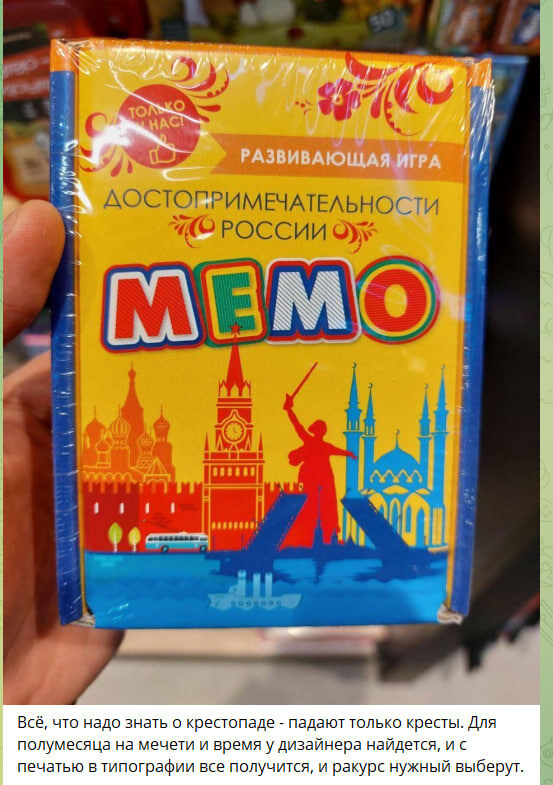 ТОЛЬКО
У НАС!
РАЗВИВАЮЩАЯ ИГРА
ДОСТОПРИМЕЧАТЕЛЬНОСТИ
РОССИИ
МЕМО
Всё, что надо знать о крестопаде - падают только кресты. Для
полумесяца на мечети и время у дизайнера найдется, и с
печатью в типографии все получится, и ракурс нужный выберут.